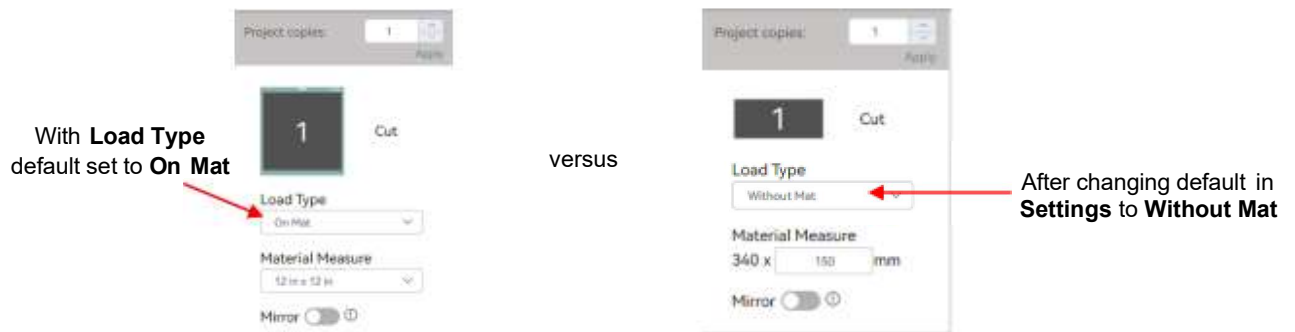 Project copies: 1
Apply
1 Cut
With Load Type
default set to On Mat
Load Type
On Mat
Material Measure
12 in x 12 in
Mirror
versus
Project copies: 1
Apply
1 Cut
Load Type
Without Mat
After changing default in
Settings to Without Mat
Material Measure
340 x 150 mm
Mirror